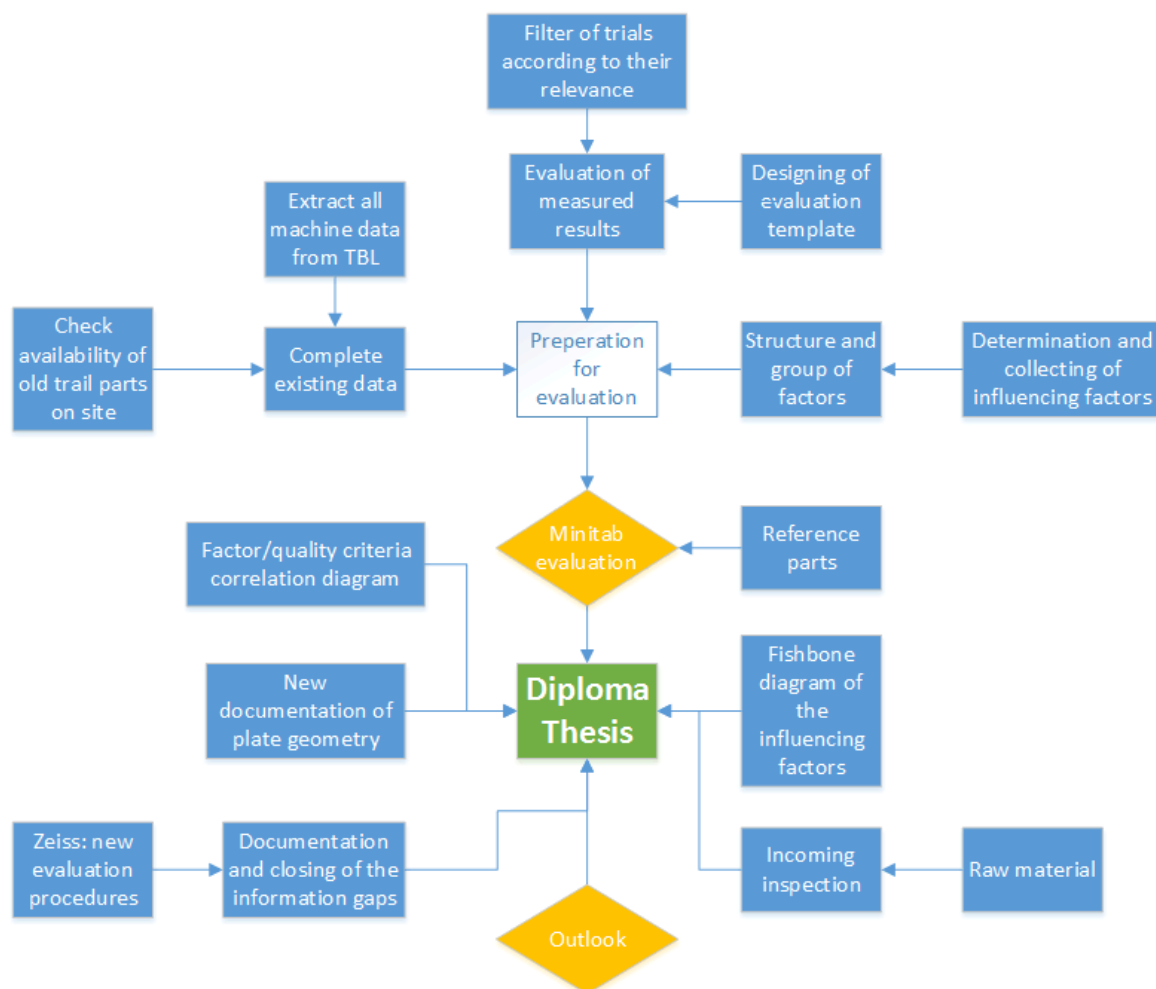 Filter of trials
according to their
relevance
Evaluation of
measured
results
Designing of
evaluation
template
Extract all
machine data
from TBL
Check
availability of
old trail parts
on site
Complete
existing data
Preperation
for
evaluation
Structure and
group of
factors
Determination and
collecting of
influencing factors
Minitab
evaluation
Reference
parts
Factor/quality criteria
correlation diagram
New
documentation of
plate geometry
Diploma
Thesis
Fishbone
diagram of
the
influencing
factors
Zeiss: new
evaluation
procedures
Documentation
and closing of the
information gaps
Incoming
inspection
Raw material
Outlook